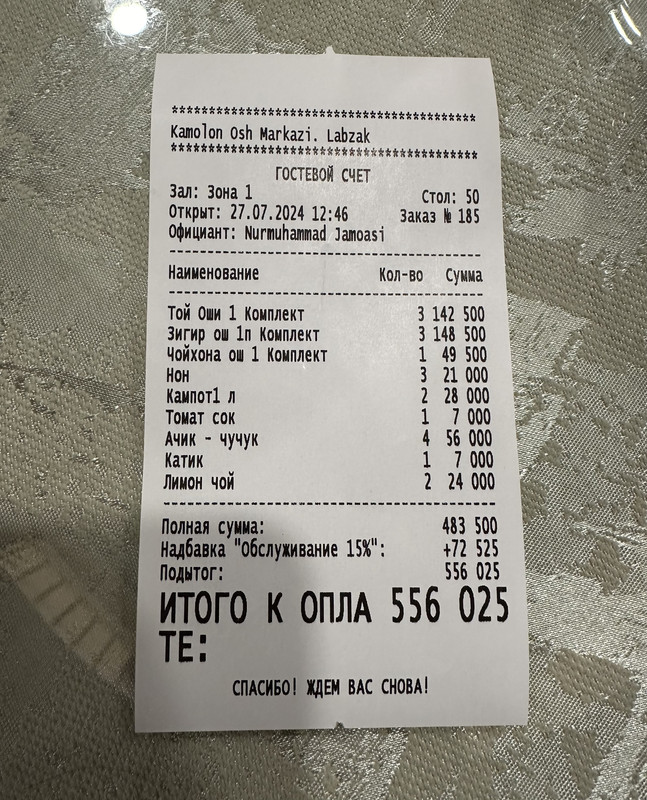 ****************************************
Kamolon Osh Markazi. Labzak
****************************************
ГОСТЕВОЙ СЧЕТ
Зал: Зона 1 Стол: 50
Открыт: 27.07.2024 12:46 Заказ № 185
Официант: Nurmuhammad Jamoasi
----------------------------------------
Наименование Кол-во Сумма
----------------------------------------
Той Оши 1 Комплект 3 142 500
Зигир ош 1п Комплект 3 148 500
Чойхона ош 1 Комплект 1 49 500
Нон 3 21 000
Кампот1 л 2 28 000
Томат сок 1 7 000
Ачик - чучук 4 56 000
Катик 1 7 000
Лимон чой 2 24 000
----------------------------------------
Полная сумма: 483 500
Надбавка "Обслуживание 15%": +72 525
Подытог: 556 025
ИТОГО К ОПЛА 556 025
ТЕ:
СПАСИБО! ЖДЕМ ВАС СНОВА!